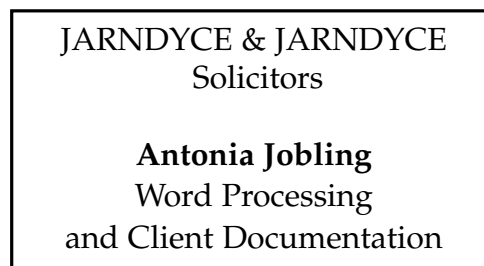 JARNDYCE & JARNDYCE
Solicitors
Antonia Jobling
Word Processing
and Client Documentation